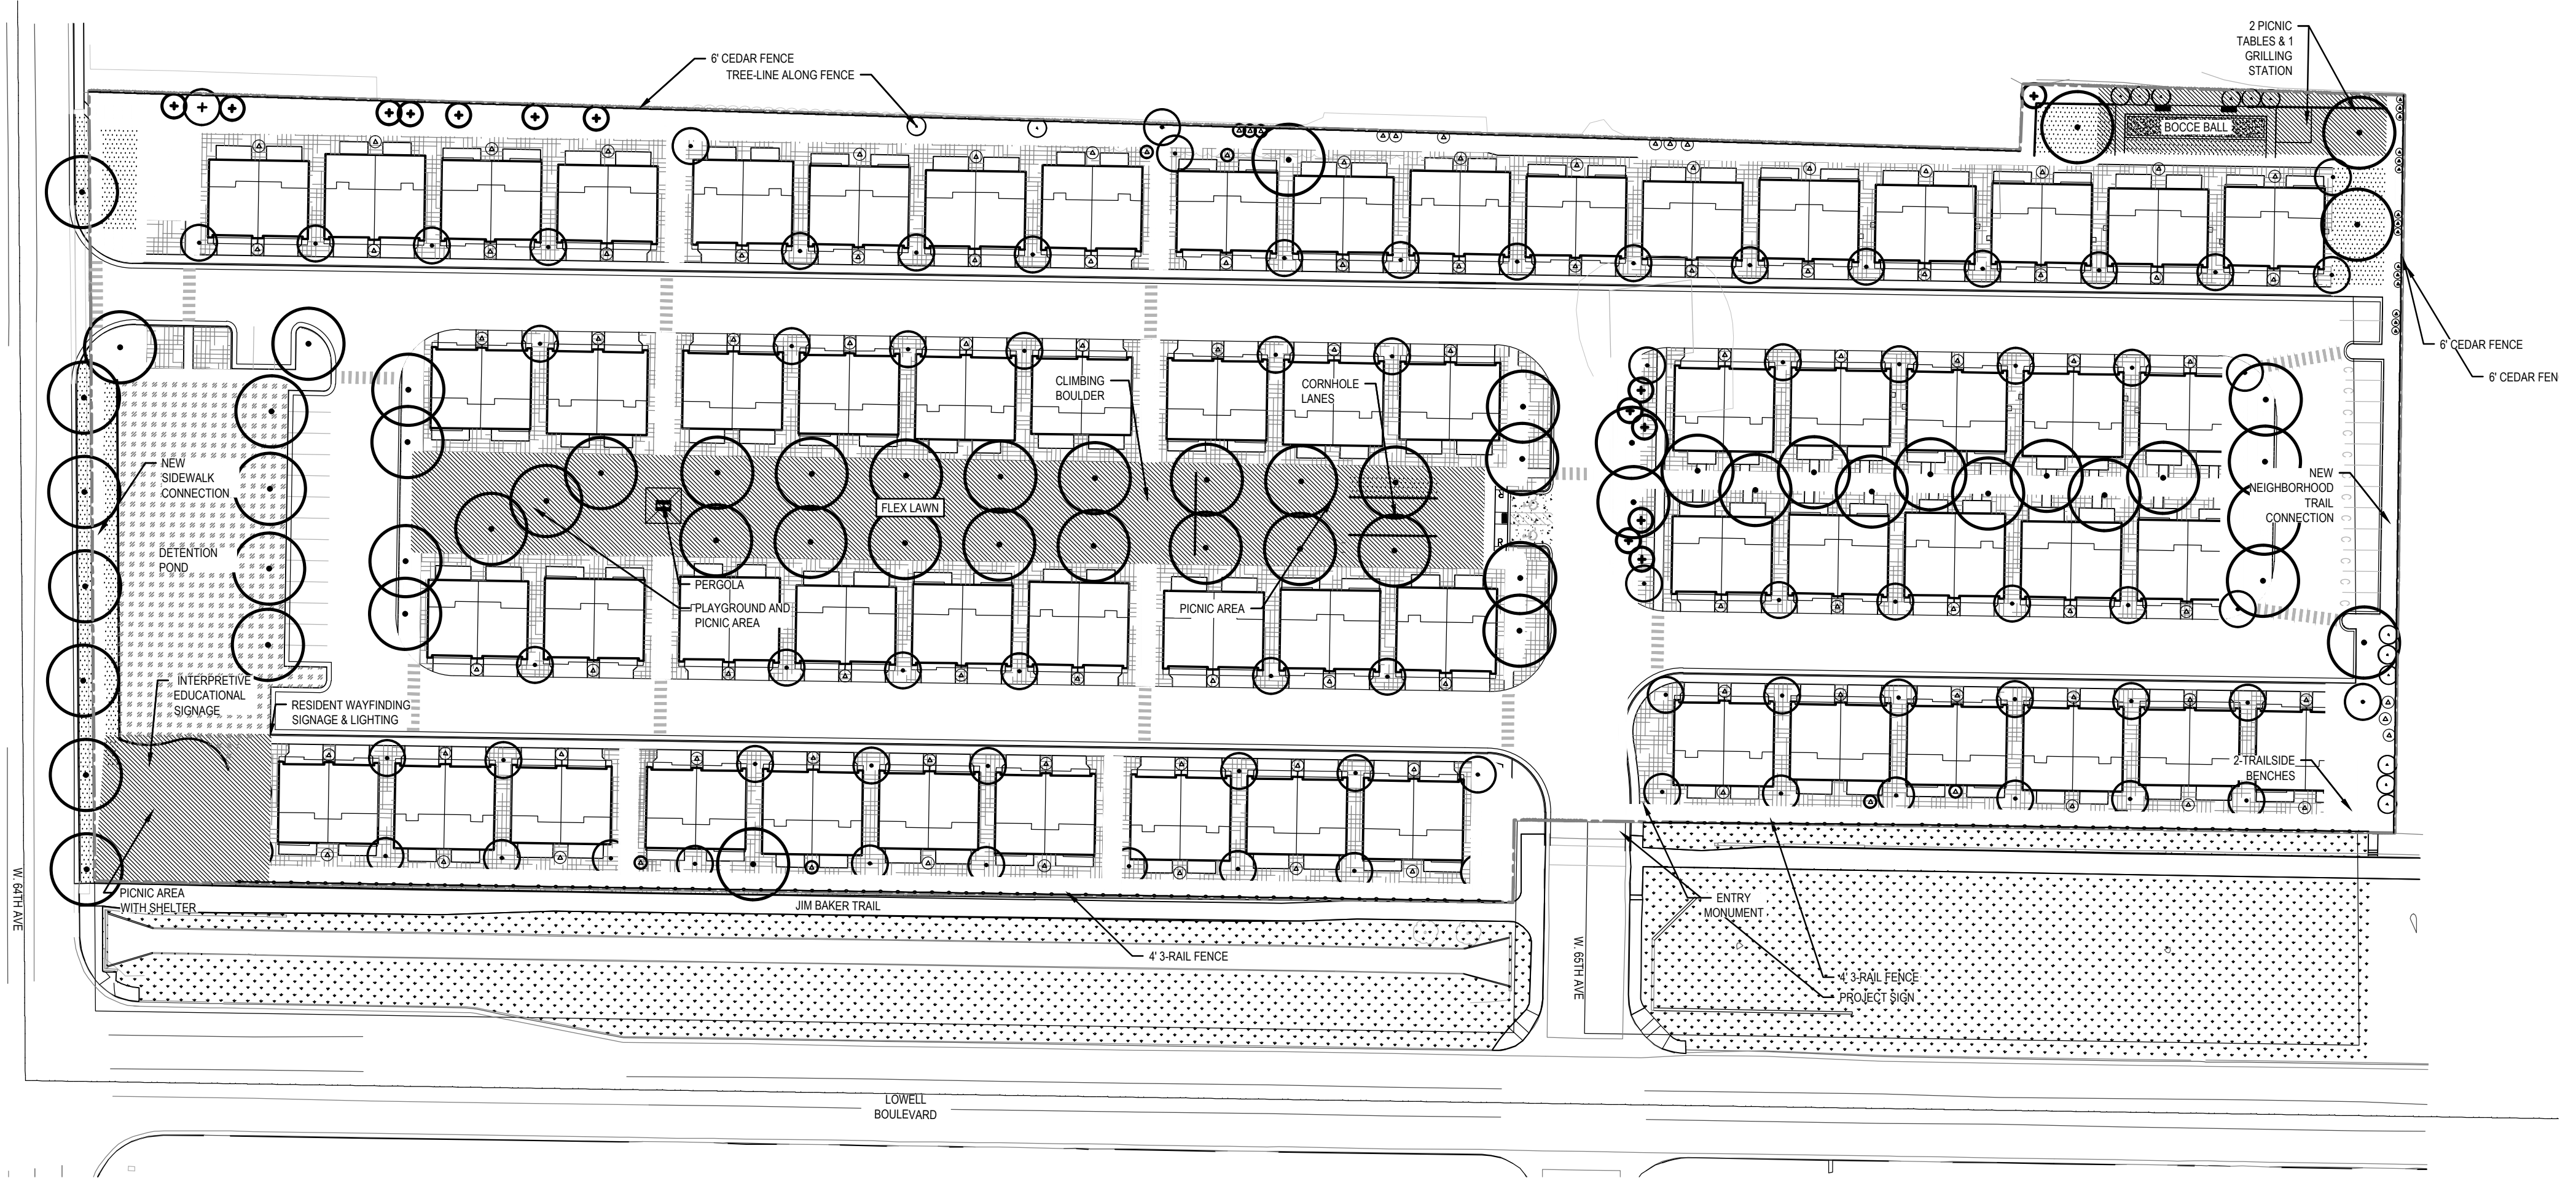 2 PICNIC
TABLES & 1
GRILLING
STATION
6' CEDAR FENCE
TREE-LINE ALONG FENCE
BOCCE BALL
6' CEDAR FENCE
6' CEDAR FEN
CLIMBING
BOULDER
CORNHOLE
LANES
NEW
SIDEWALK
CONNECTION
NEW
NEIGHBORHOOD
TRAIL
CONNECTION
FLEX LAWN
R
R
DETENTION
POND
PERGOLA
PLAYGROUND AND
PICNIC AREA
PICNIC AREA
INTERPRETIVE
EDUCATIONAL
SIGNAGE
RESIDENT WAYFINDING
SIGNAGE & LIGHTING
2-TRAILSIDE
BENCHES
W. 64TH AVE
PICNIC AREA
WITH SHELTER
JIM BAKER TRAIL
ENTRY
MONUMENT
4' 3-RAIL FENCE
W. 65TH AVE
4' 3-RAIL FENCE
PROJECT SIGN
LOWELL
BOULEVARD